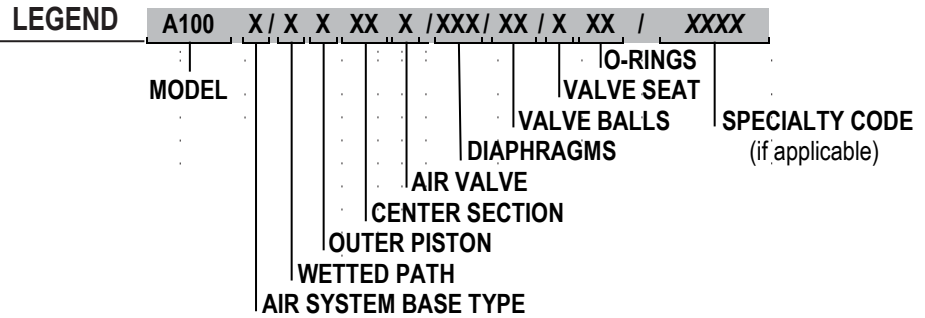 LEGEND
A100 X / X X XX X /XXX/ XX / X XX / XXXX
O-RINGS
MODEL VALVE SEAT
VALVE BALLS SPECIALTY CODE
DIAPHRAGMS (if applicable)
AIR VALVE
CENTER SECTION
OUTER PISTON
WETTED PATH
AIR SYSTEM BASE TYPE